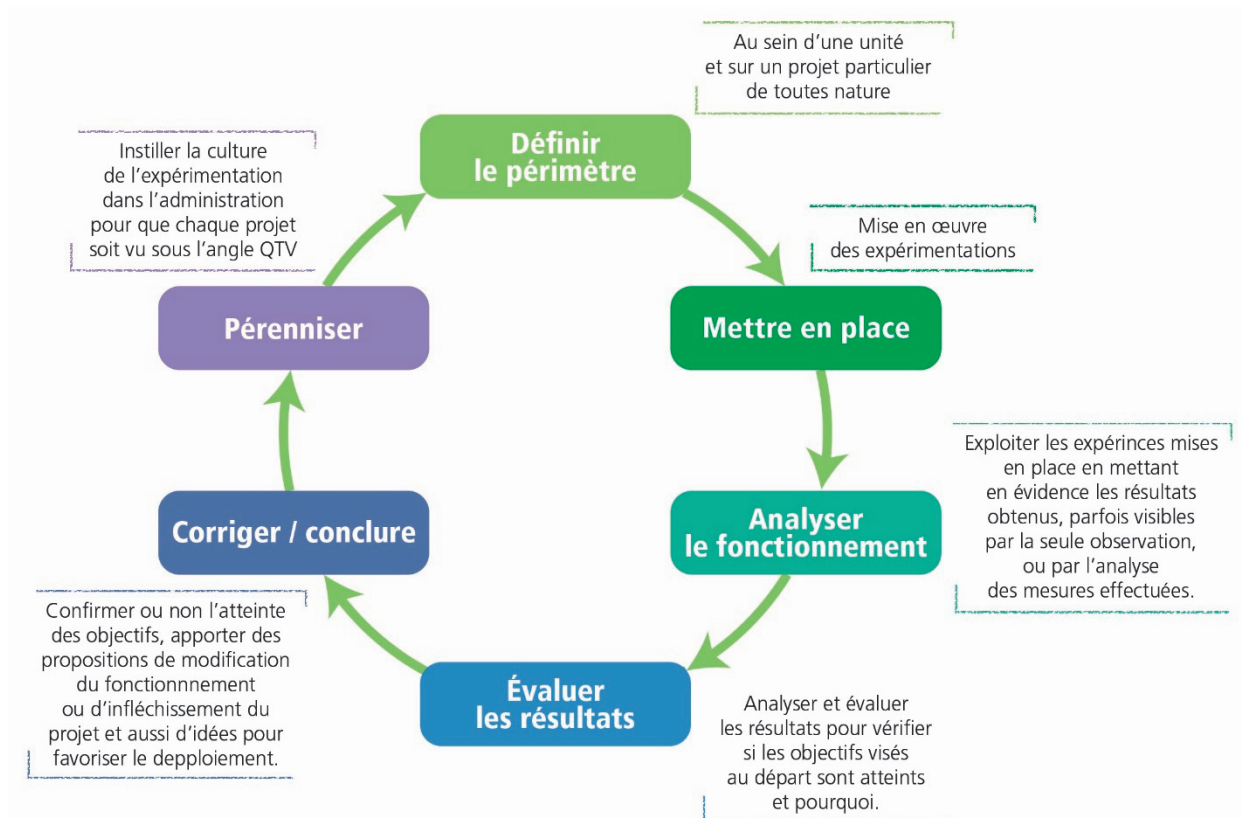 Au sein d'une unité
et sur un projet particulier
de toutes nature
Définir
le périmètre
Mise en œuvre
des expérimentations
Mettre en place
Exploiter les expérinces mises
en place en mettant
en évidence les résultats
obtenus, parfois visibles
par la seule observation,
ou par l'analyse
des mesures effectuées.
Analyser
le fonctionnement
Analyser et évaluer
les résultats pour vérifier
si les objectifs visés
au départ sont atteints
et pourquoi.
Évaluer
les résultats
Corriger / conclure
Confirmer ou non l'atteinte
des objectifs, apporter des
propositions de modification
du fonctionnnement
ou d'infléchissement du
projet et aussi d'idées pour
favoriser le depploiement.
Pérenniser
Instiller la culture
de l'expérimentation
dans l'administration
pour que chaque projet
soit vu sous l'angle QTV